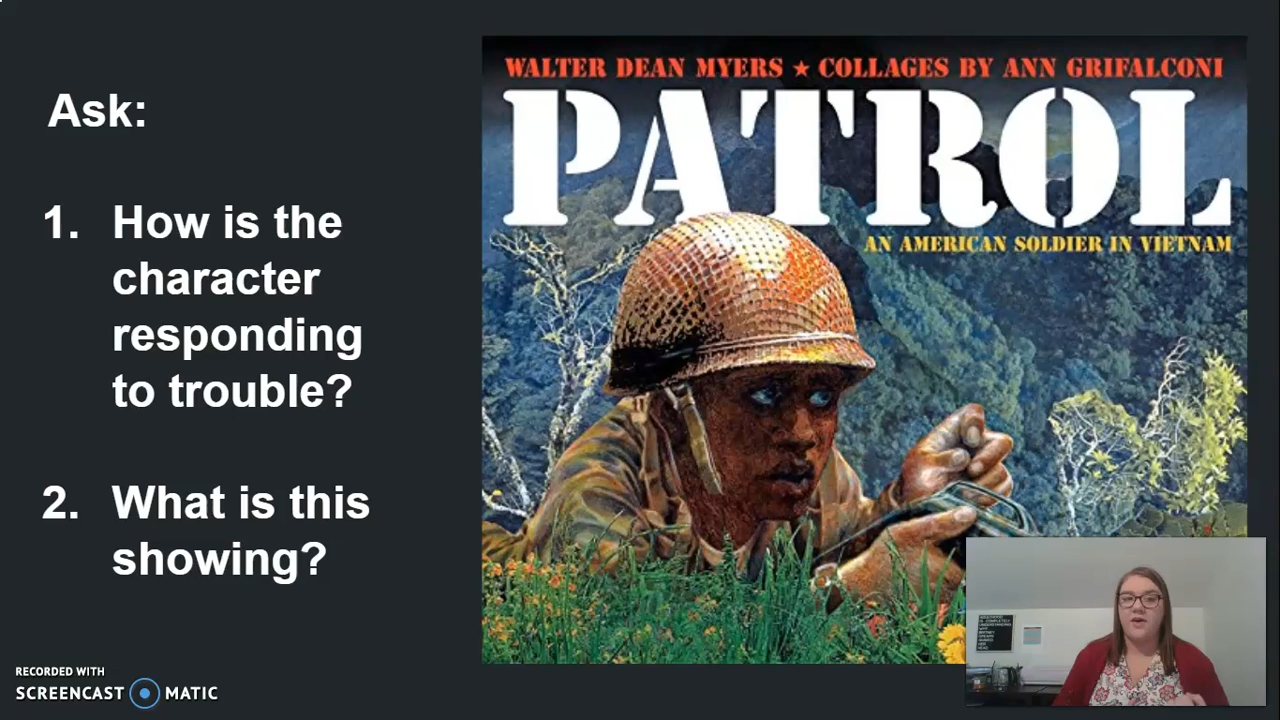 Ask:
1. How is the
character
responding
to trouble?
2. What is this
showing?
WALTER DEAN MYERS ★ COLLAGES BY ANN GRIFALCONI
PATROL
AN AMERICAN SOLDIER IN VIETNAM
RECORDED WITH
SCREENCAST MATIC